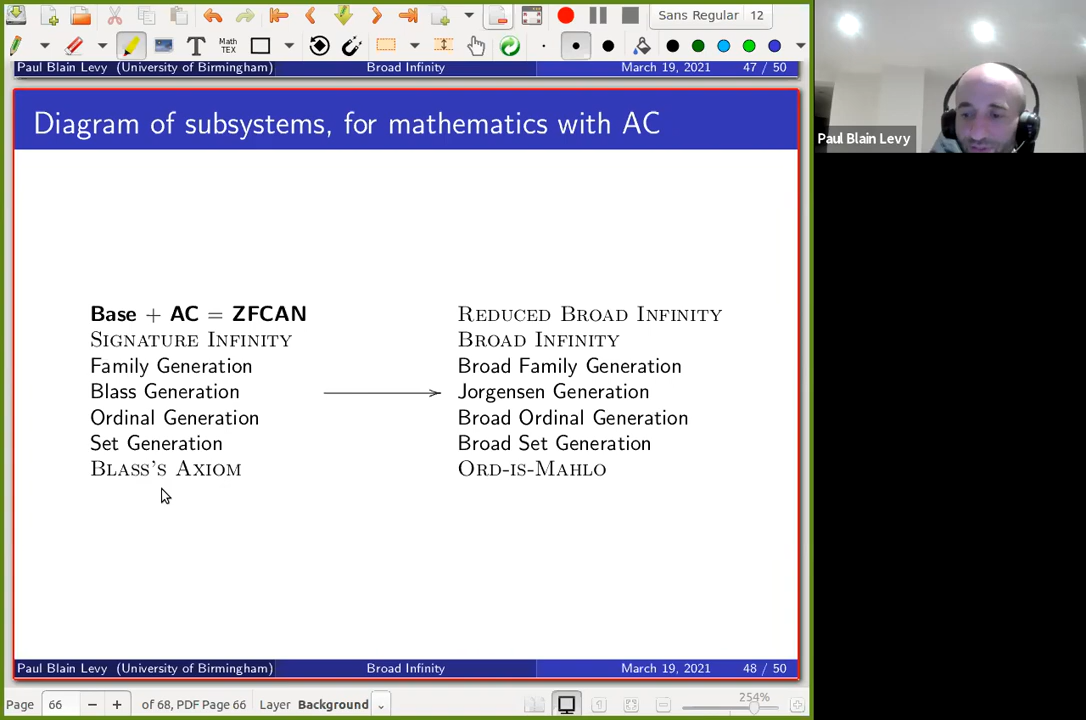 Sans Regular 12
Math
TEX
Paul Blain Levy (University of Birmingham) Broad Infinity March 19, 2021 47 / 50
Paul Blain Levy
Diagram of subsystems, for mathematics with AC
Base + AC = ZFCAN
Signature Infinity
Family Generation
Blass Generation
Ordinal Generation
Set Generation
Blass's Axiom
Reduced Broad Infinity
Broad Infinity
Broad Family Generation
Jorgensen Generation
Broad Ordinal Generation
Broad Set Generation
Ord-is-Mahlo
Paul Blain Levy (University of Birmingham) Broad Infinity March 19, 2021 48 / 50
Page 66 of 68, PDF Page 66 Layer Background 254%